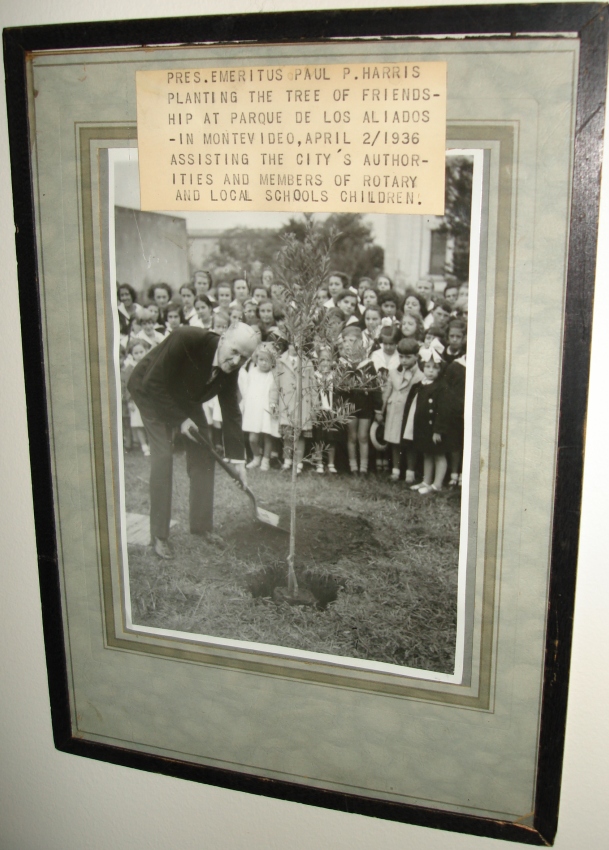 PRES.EMERITUS PAUL P.HARRIS
PLANTING THE TREE OF FRIENDS-
HIP AT PARQUE DE LOS ALIADOS
-IN MONTEVIDEO,APRIL 2/1936
ASSISTING THE CITY´S AUTHOR-
ITIES AND MEMBERS OF ROTARY
AND LOCAL SCHOOLS CHILDREN.